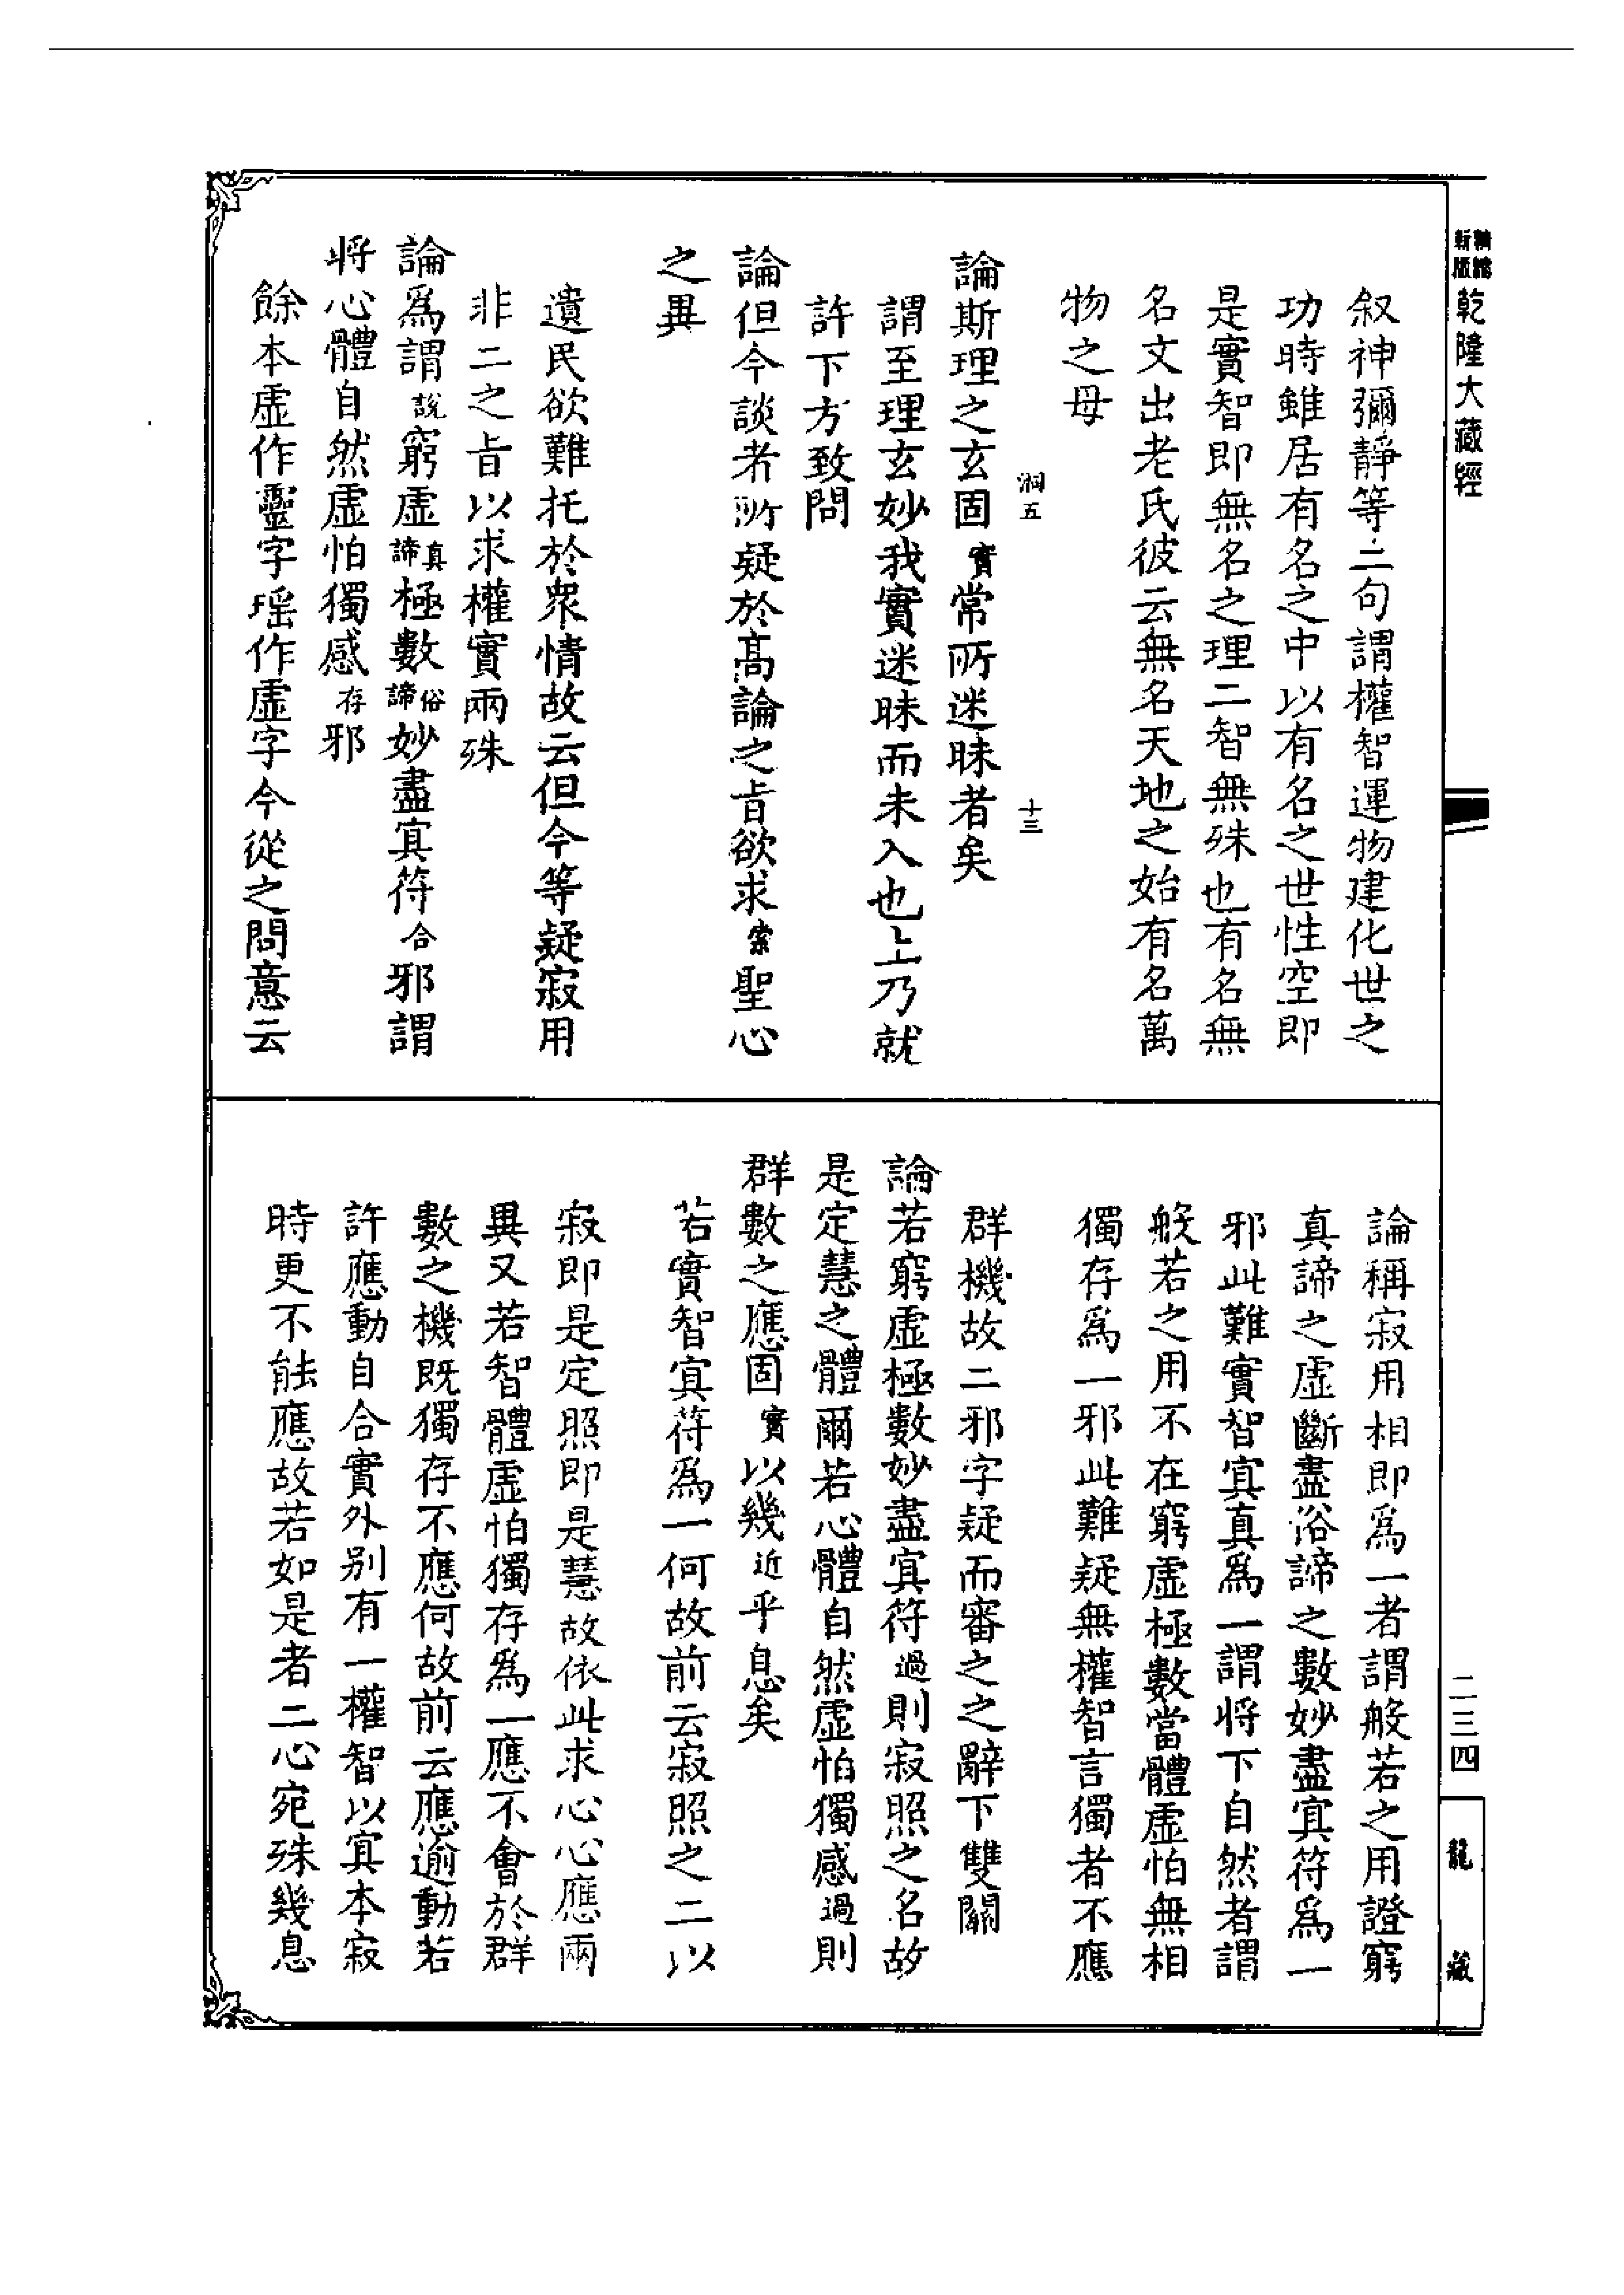 精縮
新版
乾隆大藏經
叙神彌靜等二句謂權智運物建化世之
功時雖居有名之中以有名之世性空即
是實智即無名之理二智無殊也有名無
名文出老氏彼云無名天地之始有名萬
物之母
洞五
十三
論斯理之玄固實常所迷昧者矣
謂至理玄妙我實迷昧而未入也上乃就
許下方致問
論但今談者所疑於高論之旨欲求索聖心
之異
遺民欲難托於衆情故云但今等疑寂用
非二之旨以求權實兩殊
論爲謂說窮虛真諦極數俗諦妙盡㝠符合邪謂
將心體自然虛怕獨感存邪
餘本虛作靈字瑶作虛字今從之問意云
論稱寂用相即爲一者謂般若之用證窮
真諦之虛斷盡俗諦之數妙盡㝠符爲一
邪此難實智㝠真爲一謂將下自然者謂
般若之用不在窮虛極數當體虛怕無相
獨存爲一邪此難疑無權智言獨者不應
群機故二邪字疑而審之之辭下雙關
論若窮虛極數妙盡㝠符過則寂照之名故
是定慧之體爾若心體自然虛怕獨感過則
群數之應固實以幾近乎息矣
若實智㝠符爲一何故前云寂照之二以
寂即是定照即是慧故依此求心心應兩
異又若智體虛怕獨存爲一應不會於群
數之機既獨存不應何故前云應逾動若
許應動自合實外别有一權智以㝠本寂
時更不能應故若如是者二心宛殊幾息
二三四
龍藏